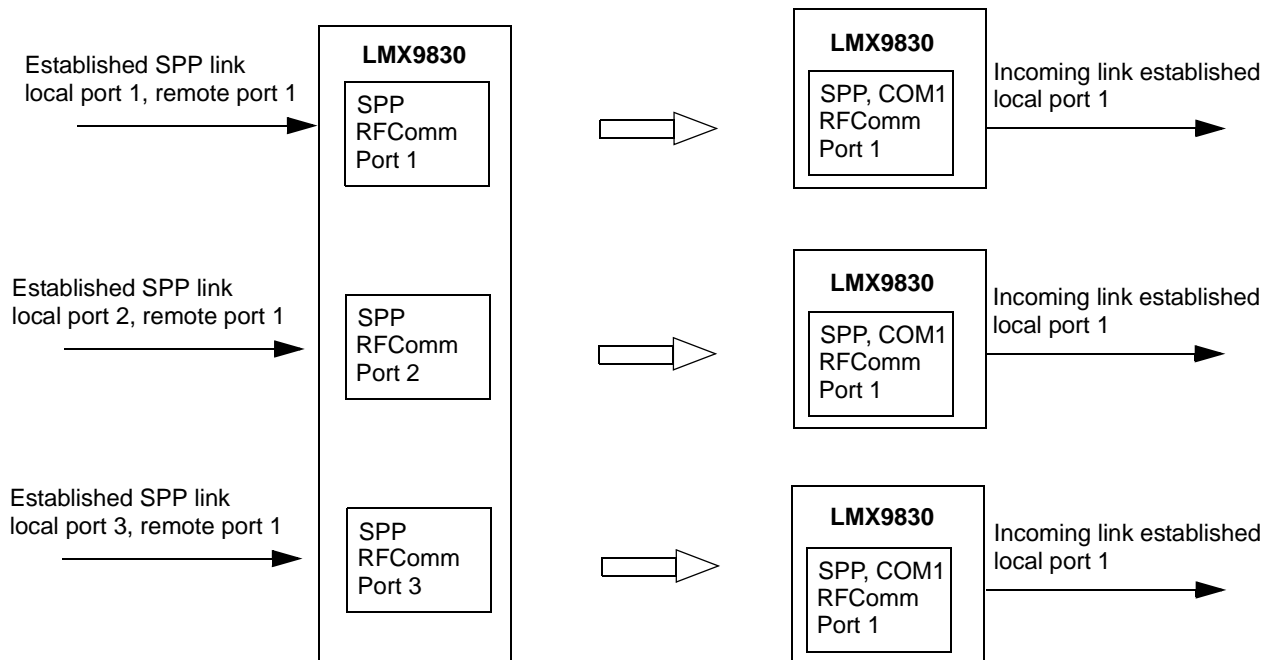 Established SPP link
local port 1, remote port 1
LMX9830
SPP
RFComm
Port 1
LMX9830
SPP, COM1
RFComm
Port 1
Incoming link established
local port 1
Established SPP link
local port 2, remote port 1
SPP
RFComm
Port 2
LMX9830
SPP, COM1
RFComm
Port 1
Incoming link established
local port 1
Established SPP link
local port 3, remote port 1
SPP
RFComm
Port 3
LMX9830
SPP, COM1
RFComm
Port 1
Incoming link established
local port 1